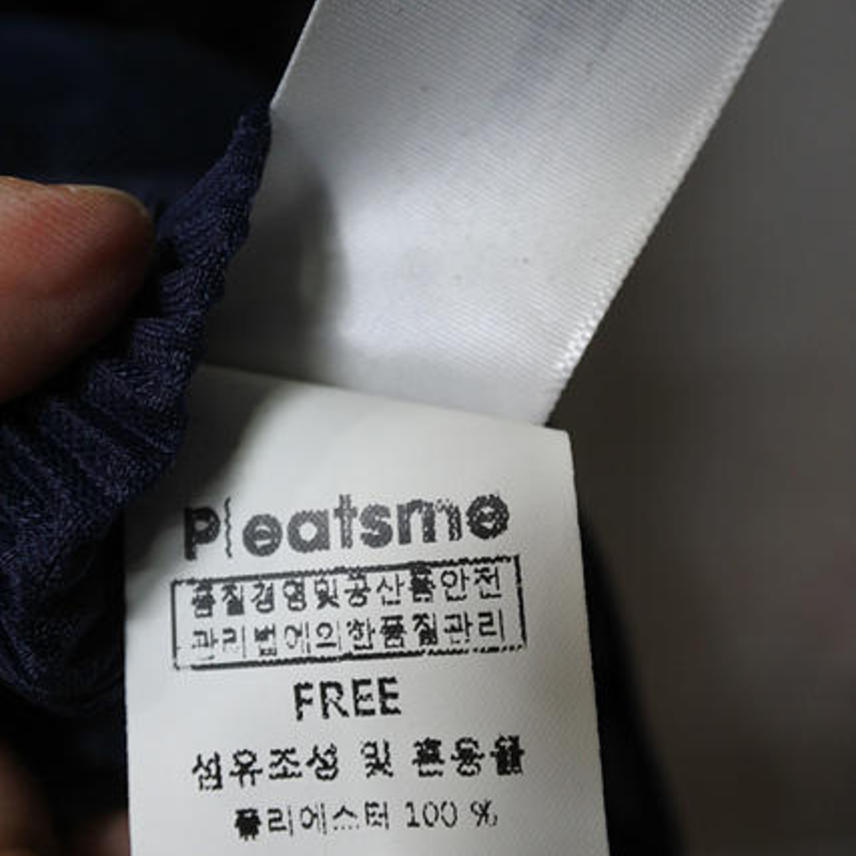 Pleatsme
품질경영및공산품안전
관리법에의한품질관리
FREE
섬유조성 및 혼용율
폴리에스터 100 %